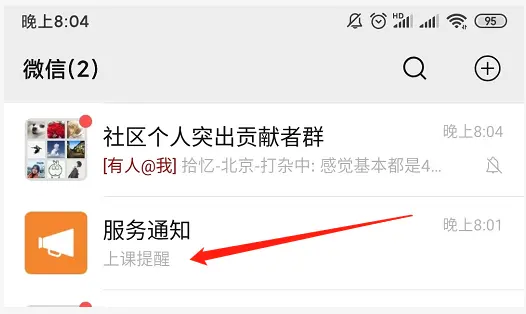 晚上8:04
HD
95
微信(2)
社区个人突出贡献者群
晚上8:04
[有人@我] 拾忆-北京-打杂中: 感觉基本都是4...
服务通知
晚上8:01
上课提醒